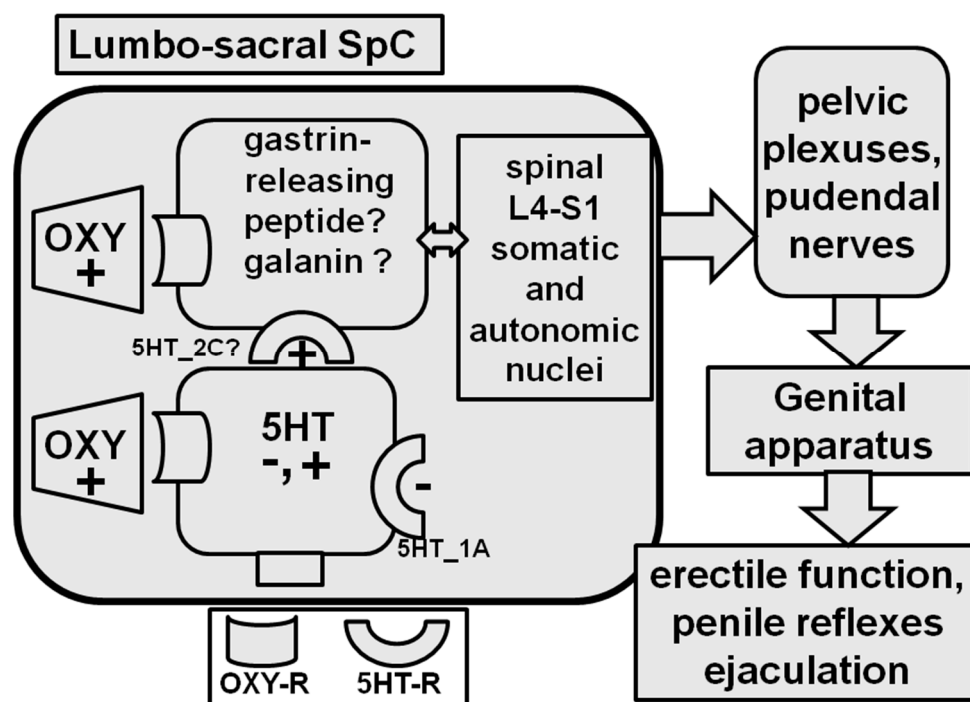 Lumbo-sacral SpC
gastrin-
releasing
peptide?
galanin ?
OXY
+
5HT_2C?
+
OXY
+
5HT
-, +
-
5HT_1A
spinal
L4-S1
somatic
and
autonomic
nuclei
pelvic
plexuses,
pudendal
nerves
Genital
apparatus
erectile function,
penile reflexes
ejaculation
OXY-R
5HT-R